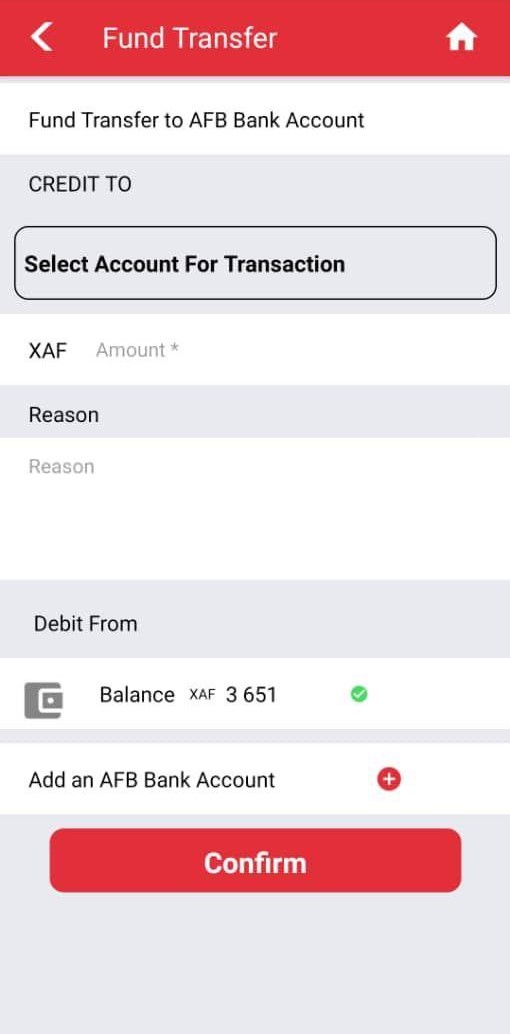 Fund Transfer
Fund Transfer to AFB Bank Account
CREDIT TO
Select Account For Transaction
XAF Amount *
Reason
Reason
Debit From
Balance XAF 3 651
Add an AFB Bank Account
Confirm